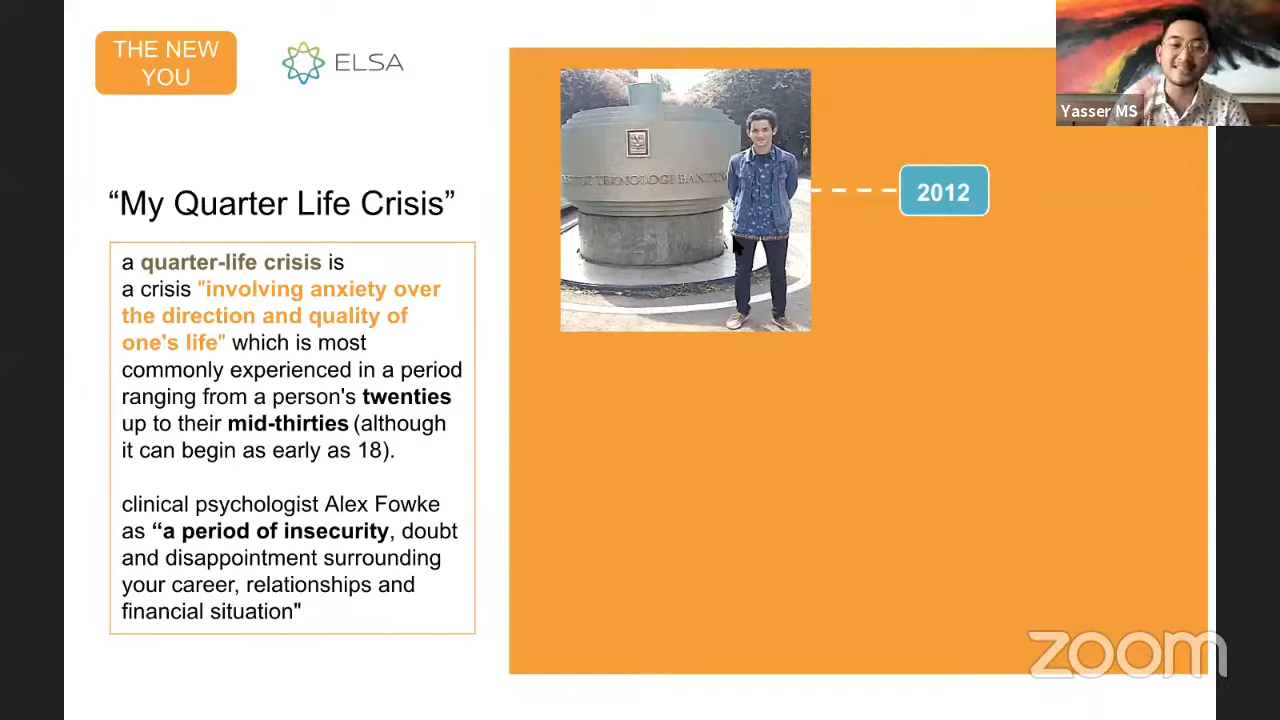 THE NEW
YOU
ELSA
Yasser MS
“My Quarter Life Crisis”
a quarter-life crisis is
a crisis "involving anxiety over
the direction and quality of
one's life" which is most
commonly experienced in a period
ranging from a person's twenties
up to their mid-thirties (although
it can begin as early as 18).
clinical psychologist Alex Fowke
as “a period of insecurity, doubt
and disappointment surrounding
your career, relationships and
financial situation"
TEKNOLOGI
2012
zoom